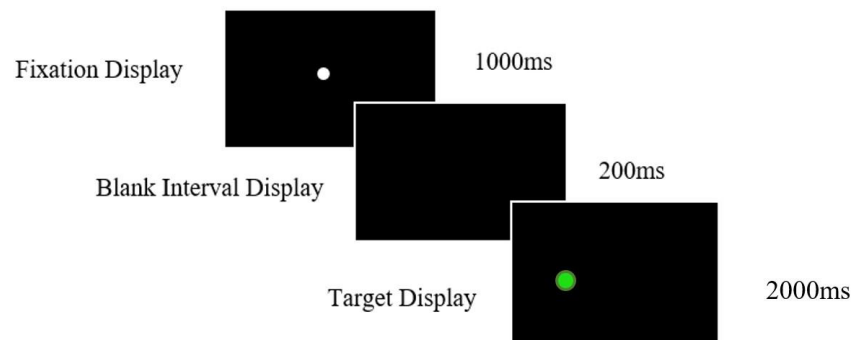 Fixation Display
1000ms
Blank Interval Display
200ms
Target Display
2000ms